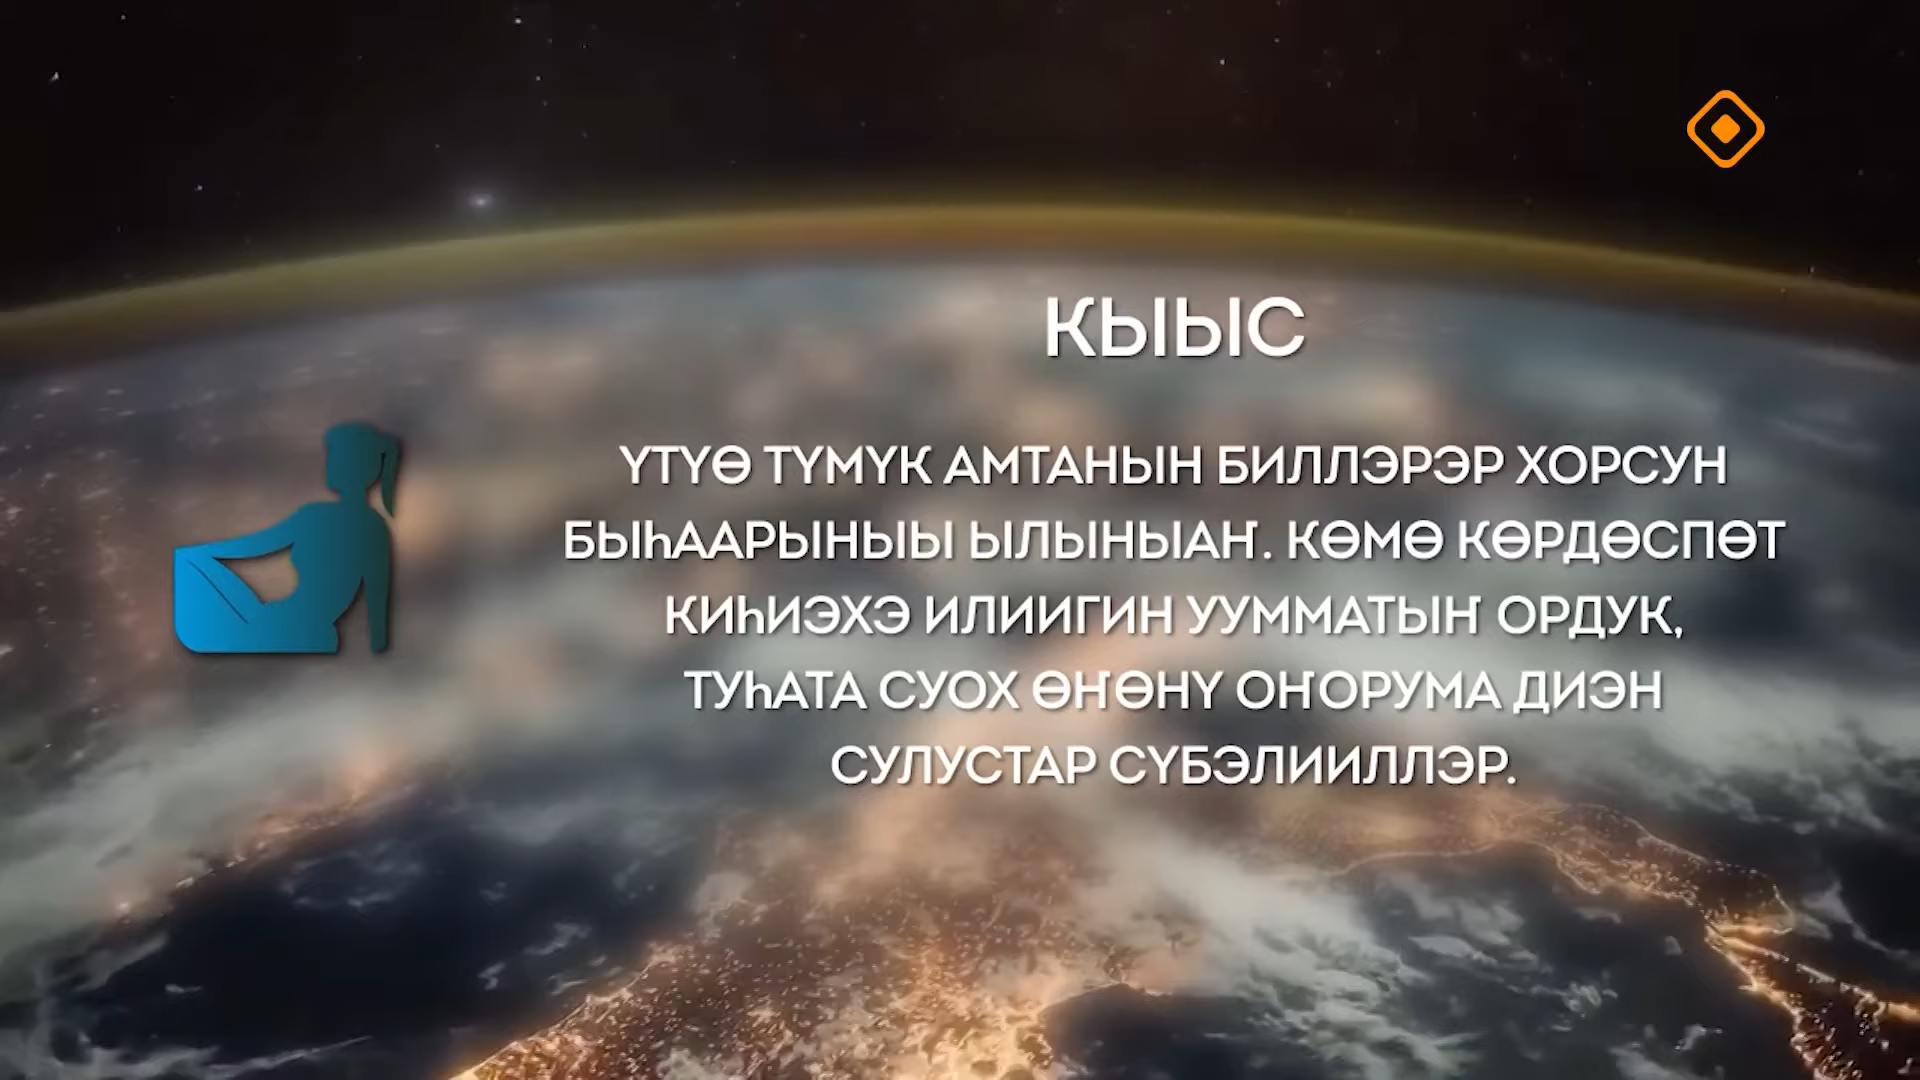 КЫЫС
ҮТҮӨ ТҮМҮК АМТАНЫН БИЛЛЭРЭР ХОРСУН
БЫҺААРЫНЫЫ ЫЛЫНЫАҤ. КӨМӨ КӨРДӨСПӨТ
КИҺИЭХЭ ИЛИИГИН УУММАТЫҤ ОРДУК,
ТУҺАТА СУОХ ӨҤӨНҮ ОҤОРУМА ДИЭН
СУЛУСТАР СҮБЭЛИИЛЛЭР.